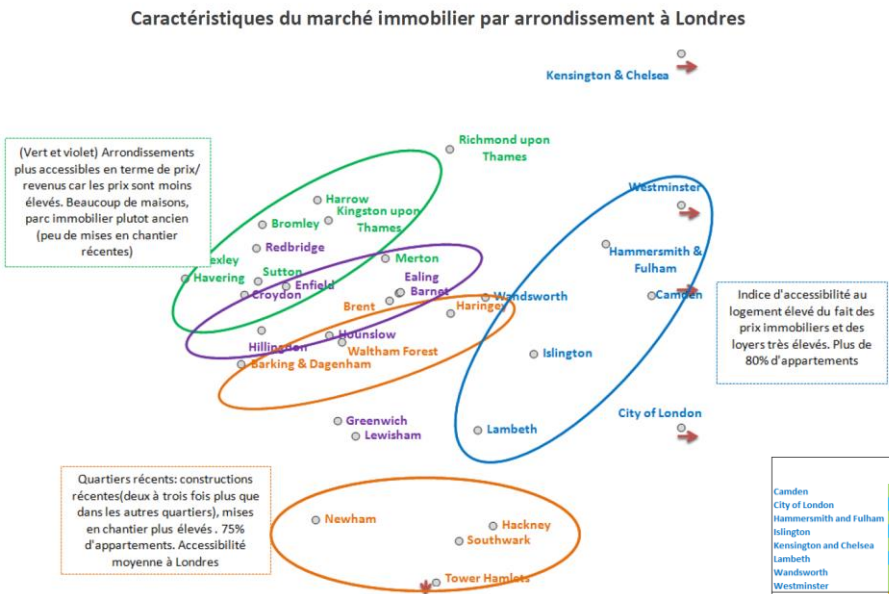 Caractéristiques du marché immobilier par arrondissement à Londres
Kensington & Chelsea
(Vert et violet) Arrondissements
plus accessibles en terme de prix/
revenus car les prix sont moins
élevés. Beaucoup de maisons,
parc immobilier plutot ancien
(peu de mises en chantier
récentes)
Richmond upon
Thames
Westminster
Harrow
Kingston upon
Thames
Bromley
Redbridge
Hammersmith &
Fulham
exley
Havering
Sutton
Merton
Enfield
Croydon
Ealing
Barnet
Brent
Haringey
Wandsworth
Camden
Indice d'accessibilité au
logement élevé du fait des
prix immobiliers et des
loyers très élevés. Plus de
80% d'appartements
Hillingdon
Hounslow
Waltham Forest
Barking & Dagenham
Islington
Greenwich
Lewisham
Lambeth
City of London
Quartiers récents: constructions
récentes(deux à trois fois plus que
dans les autres quartiers), mises
en chantier plus élevés . 75%
d'appartements. Accessibilité
moyenne à Londres
Newham
Hackney
Southwark
Tower Hamlets
Camden
City of London
Hammersmith and Fulham
Islington
Kensington and Chelsea
Lambeth
Wandsworth
Westminster